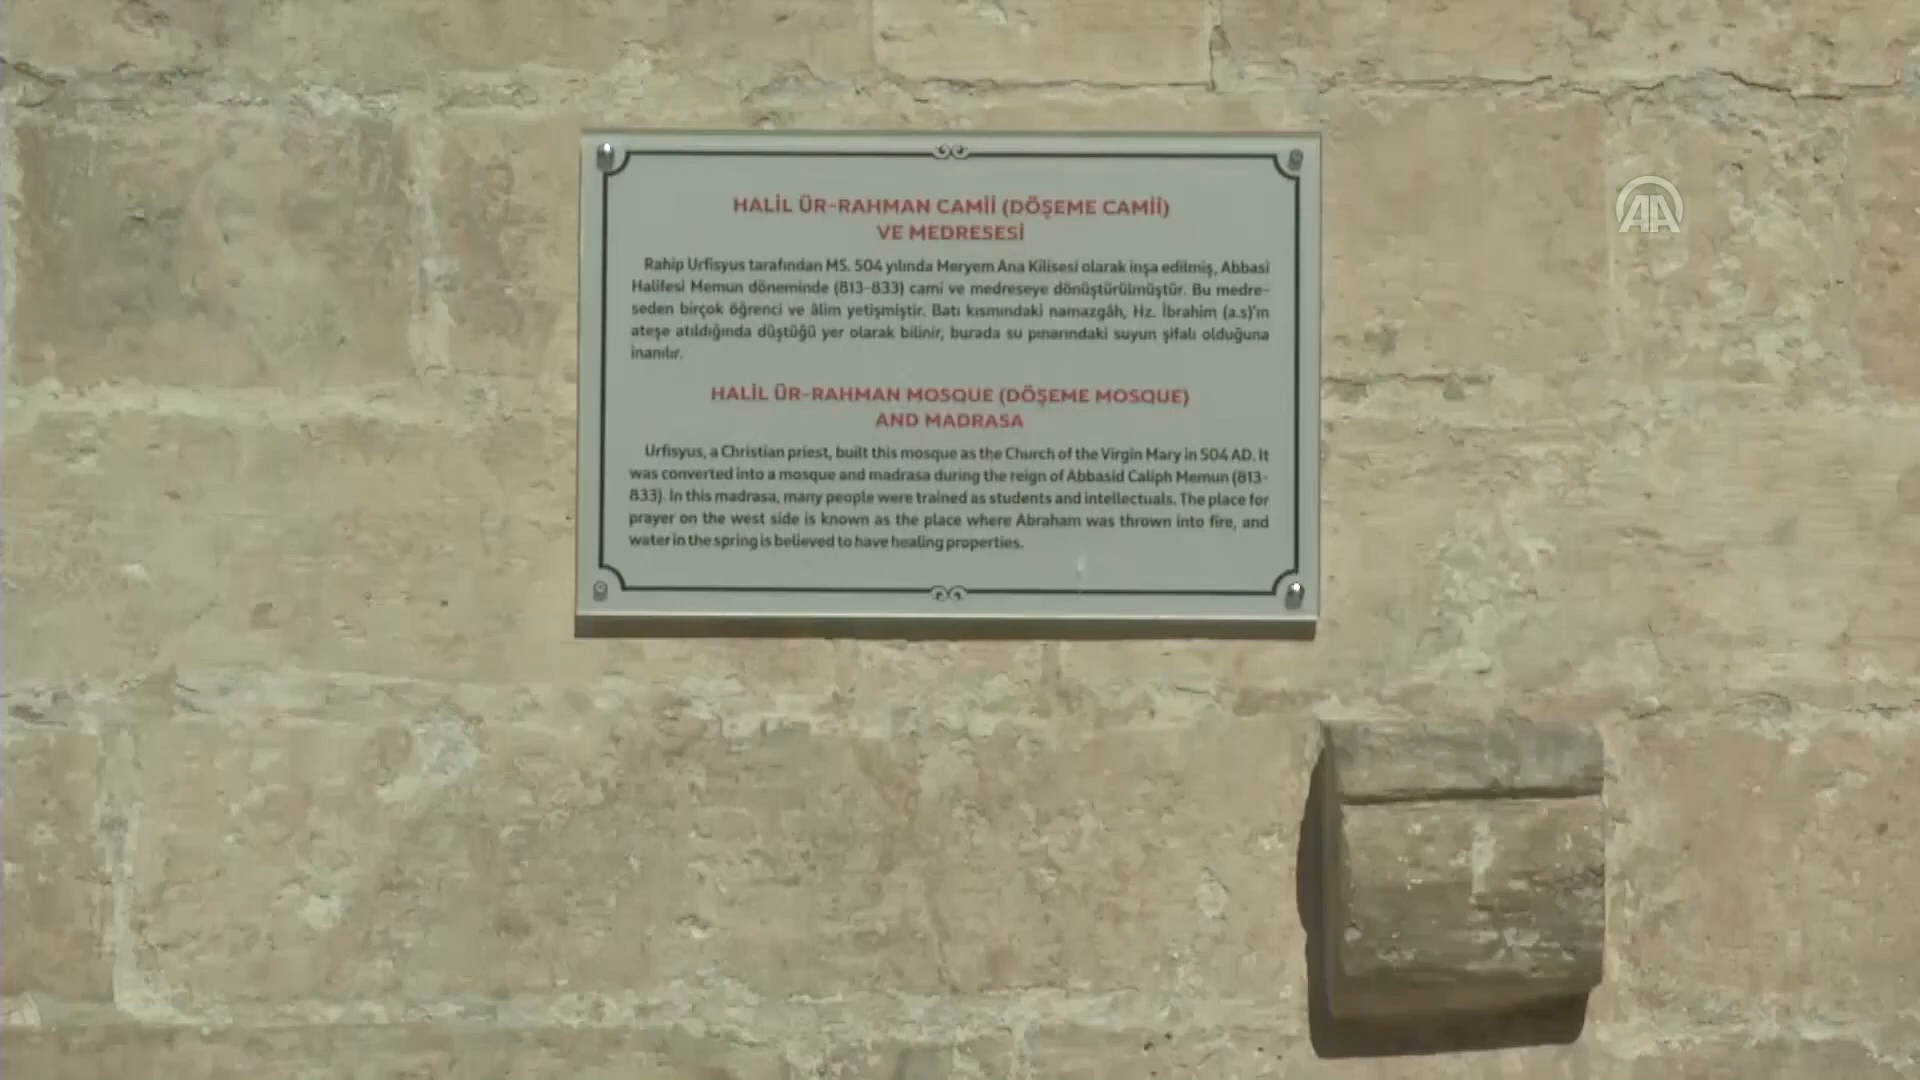 HALİL ÜR-RAHMAN CAMİİ (DÖŞEME CAMİİ)
VE MEDRESESİ
Rahip Urfisyus tarafından MS. 504 yılında Meryem Ana Kilisesi olarak inşa edilmiş, Abbasi
Halifesi Memun döneminde (813-833) cami ve medreseye dönüştürülmüştür. Bu medre-
seden birçok öğrenci ve âlim yetişmiştir. Batı kısmındaki namazgâh, Hz. İbrahim (a.s)'ın
ateşe atıldığında düştüğü yer olarak bilinir, burada su pınarındaki suyun şifalı olduğuna
inanılır.
HALİL ÜR-RAHMAN MOSQUE (DÖŞEME MOSQUE)
AND MADRASA
Urfisyus, a Christian priest, built this mosque as the Church of the Virgin Mary in 504 AD. It
was converted into a mosque and madrasa during the reign of Abbasid Caliph Memun (813-
833). In this madrasa, many people were trained as students and intellectuals. The place for
prayer on the west side is known as the place where Abraham was thrown into fire, and
water in the spring is believed to have healing properties.
AA